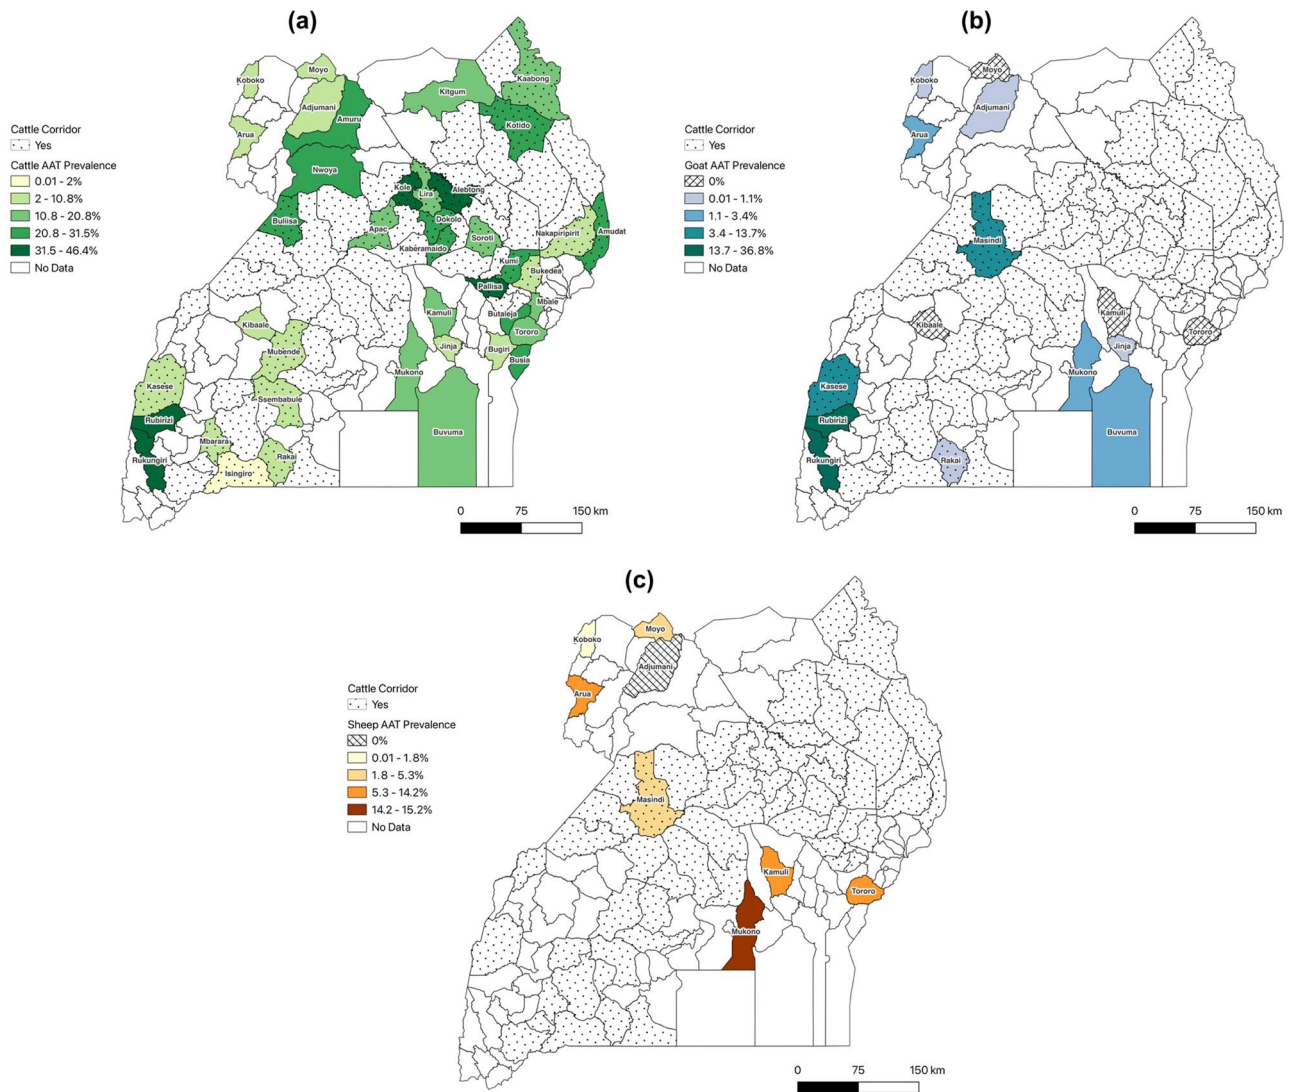 (a)
Cattle Corridor
Yes
Cattle AAT Prevalence
0.01 - 2%
2 - 10.8%
10.8 - 20.8%
20.8 - 31.5%
31.5 - 46.4%
No Data
Koboko
Moyo
Adjumani
Arua
Amuru
Kitgum
Kaabong
Kotido
Nwoya
Kole
Lira
Alebtong
Buliisa
Apac
Dokolo
Kaberamaido
Soroti
Nakapiripirit
Amudat
Kumi
Bukedea
Pallisa
Mbale
Kamuli
Butaleja
Tororo
Kibaale
Mubende
Jinja
Bugiri
Busia
Kasese
Mukono
Ssembabule
Rubirizi
Buvuma
Mbarara
Rukungiri
Rakai
Isingiro
0 75 150 km
(b)
Cattle Corridor
Yes
Goat AAT Prevalence
0%
0.01 - 1.1%
1.1 - 3.4%
3.4 - 13.7%
13.7 - 36.8%
No Data
Koboko
Moyo
Adjumani
Arua
Masindi
Kamuli
Kibaale
Tororo
Jinja
Mukono
Kasese
Rubirizi
Buvuma
Rukungiri
Rakai
0 75 150 km
(c)
Cattle Corridor
Yes
Sheep AAT Prevalence
0%
0.01 - 1.8%
1.8 - 5.3%
5.3 - 14.2%
14.2 - 15.2%
No Data
Koboko
Moyo
Adjumani
Arua
Masindi
Kamuli
Tororo
Mukono
0 75 150 km